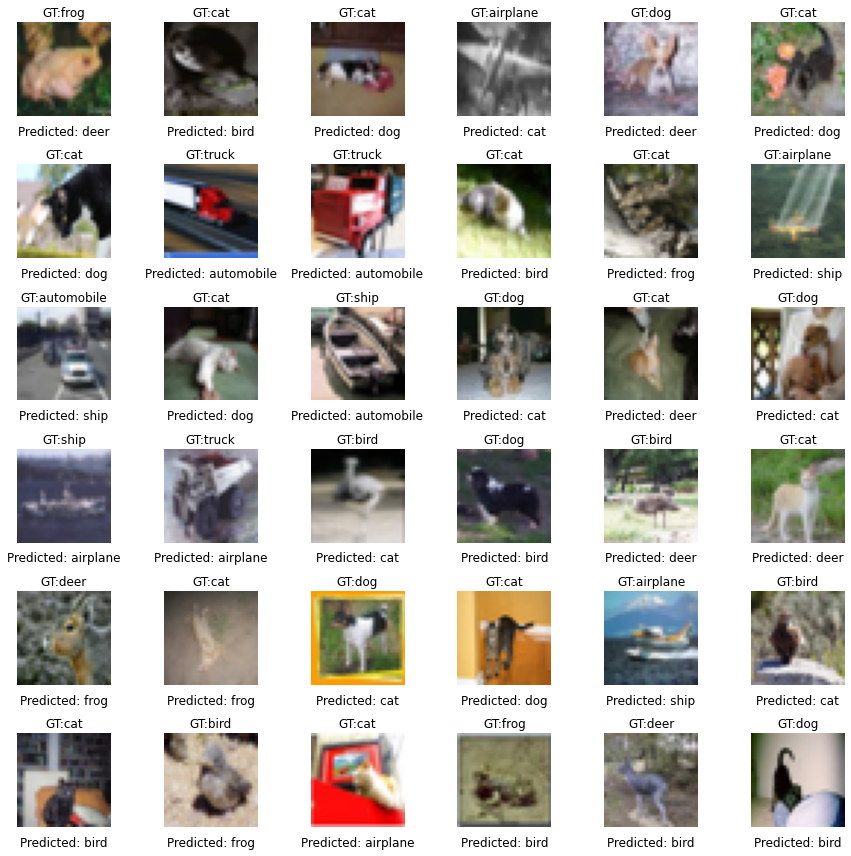 GT:frog GT:cat GT:cat GT:airplane GT:dog GT:cat
Predicted: deer Predicted: bird Predicted: dog Predicted: cat Predicted: deer Predicted: dog
GT:cat GT:truck GT:truck GT:cat GT:cat GT:airplane
Predicted: dog Predicted: automobile Predicted: automobile Predicted: bird Predicted: frog Predicted: ship
GT:automobile GT:cat GT:ship GT:dog GT:cat GT:dog
Predicted: ship Predicted: dog Predicted: automobile Predicted: cat Predicted: deer Predicted: cat
GT:ship GT:truck GT:bird GT:dog GT:bird GT:cat
Predicted: airplane Predicted: airplane Predicted: cat Predicted: bird Predicted: deer Predicted: deer
GT:deer GT:cat GT:dog GT:cat GT:airplane GT:bird
Predicted: frog Predicted: frog Predicted: cat Predicted: dog Predicted: ship Predicted: cat
GT:cat GT:bird GT:cat GT:frog GT:deer GT:dog
Predicted: bird Predicted: frog Predicted: airplane Predicted: bird Predicted: bird Predicted: bird